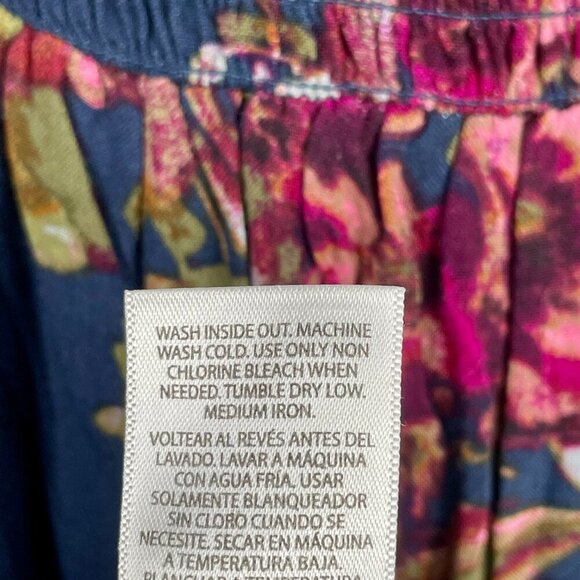 WASH INSIDE OUT. MACHINE
WASH COLD. USE ONLY NON
CHLORINE BLEACH WHEN
NEEDED. TUMBLE DRY LOW.
MEDIUM IRON.
VOLTEAR AL REVÉS ANTES DEL
LAVADO. LAVAR A MÁQUINA
CON AGUA FRÍA. USAR
SOLAMENTE BLANQUEADOR
SIN CLORO CUANDO SE
NECESITE. SECAR EN MÁQUINA
A TEMPERATURA BAJA.